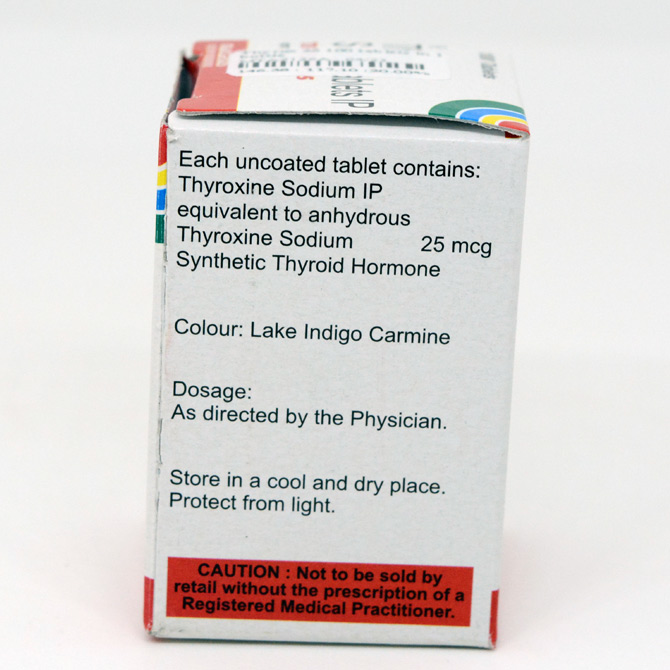 ablets IP
Each uncoated tablet contains:
Thyroxine Sodium IP
equivalent to anhydrous
Thyroxine Sodium 25 mcg
Synthetic Thyroid Hormone
Colour: Lake Indigo Carmine
Dosage:
As directed by the Physician.
Store in a cool and dry place.
Protect from light.
CAUTION : Not to be sold by
retail without the prescription of a
Registered Medical Practitioner.